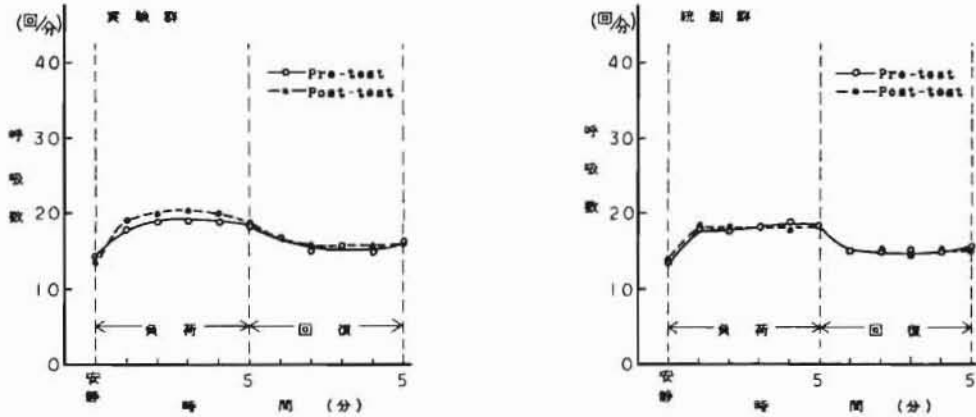 (回/分) 実験群
40
30
20
10
0
呼吸数
Pre-test
Post-test
負荷 回復
安静 5 5
時間(分)
(回/分) 統制群
40
30
20
10
0
呼吸数
Pre-test
Post-test
負荷 回復
安静 5 5
時間(分)